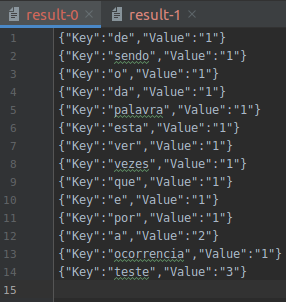 result-0 × result-1 ×
1 {"Key":"de","Value":"1"}
2 {"Key":"sendo","Value":"1"}
3 {"Key":"o","Value":"1"}
4 {"Key":"da","Value":"1"}
5 {"Key":"palavra","Value":"1"}
6 {"Key":"esta","Value":"1"}
7 {"Key":"ver","Value":"1"}
8 {"Key":"vezes","Value":"1"}
9 {"Key":"que","Value":"1"}
10 {"Key":"e","Value":"1"}
11 {"Key":"por","Value":"1"}
12 {"Key":"a","Value":"2"}
13 {"Key":"ocorrencia","Value":"1"}
14 {"Key":"teste","Value":"3"}
15